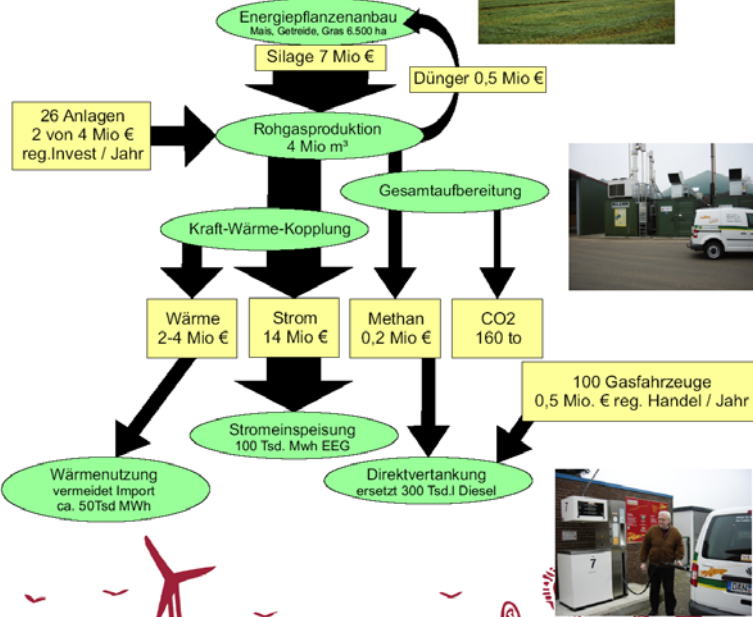 Energiepflanzenanbau
Mais, Getreide, Gras 6.500 ha
Silage 7 Mio €
Dünger 0,5 Mio €
26 Anlagen
2 von 4 Mio €
reg.Invest / Jahr
Rohgasproduktion
4 Mio m³
Gesamtaufbereitung
Kraft-Wärme-Kopplung
Wärme
2-4 Mio €
Strom
14 Mio €
Methan
0,2 Mio €
CO2
160 to
100 Gasfahrzeuge
0,5 Mio. € reg. Handel / Jahr
Stromeinspeisung
100 Tsd. Mwh EEG
Wärmenutzung
vermeidet Import
ca. 50Tsd MWh
Direktvertankung
ersetzt 300 Tsd.l Diesel
7